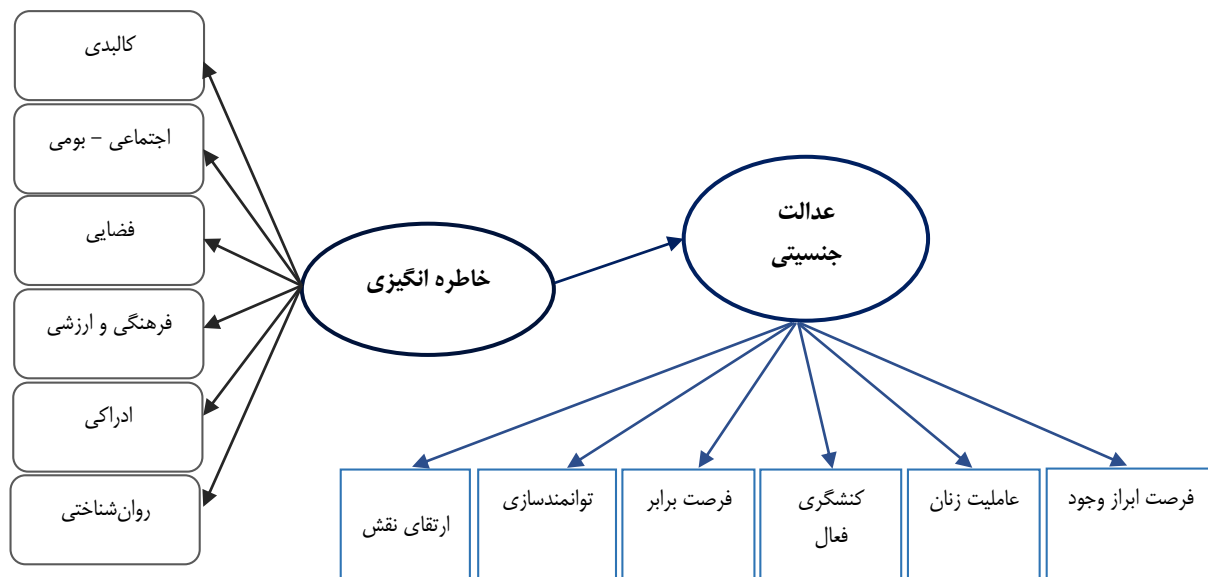 کالبدی
اجتماعی – بومی
فضایی
فرهنگی و ارزشی
ادراکی
روان‌شناختی
خاطره انگیزی
عدالت
جنسیتی
فرصت ابراز وجود
عاملیت زنان
کنشگری
فعال
فرصت برابر
توانمندسازی
ارتقای نقش